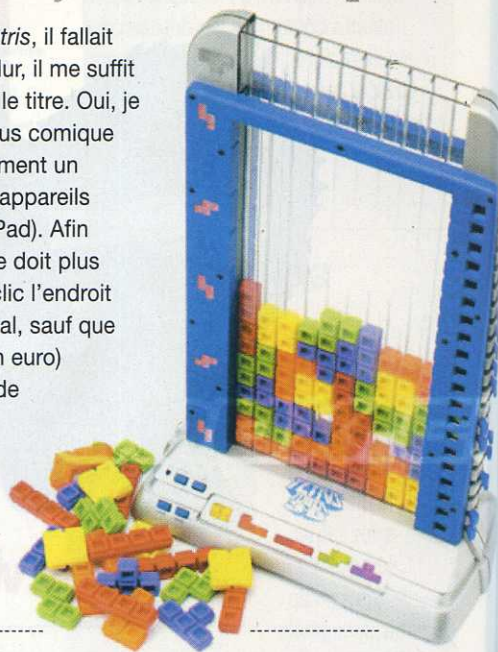 tris, il fallait
lur, il me suffit
le titre. Oui, je
us comique
ment un
appareils
Pad). Afin
e doit plus
clic l'endroit
al, sauf que
n euro)
de